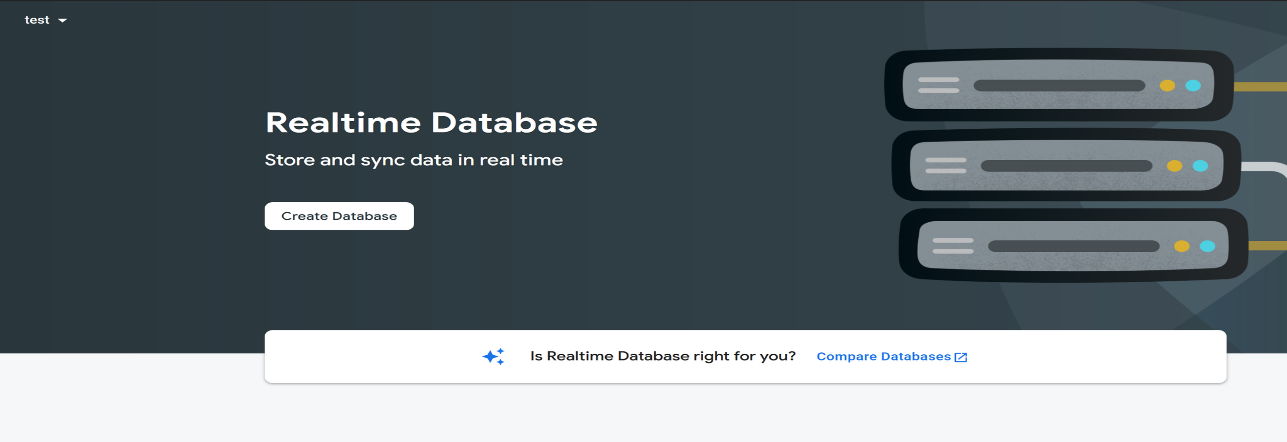 test
Realtime Database
Store and sync data in real time
Create Database
Is Realtime Database right for you? Compare Databases